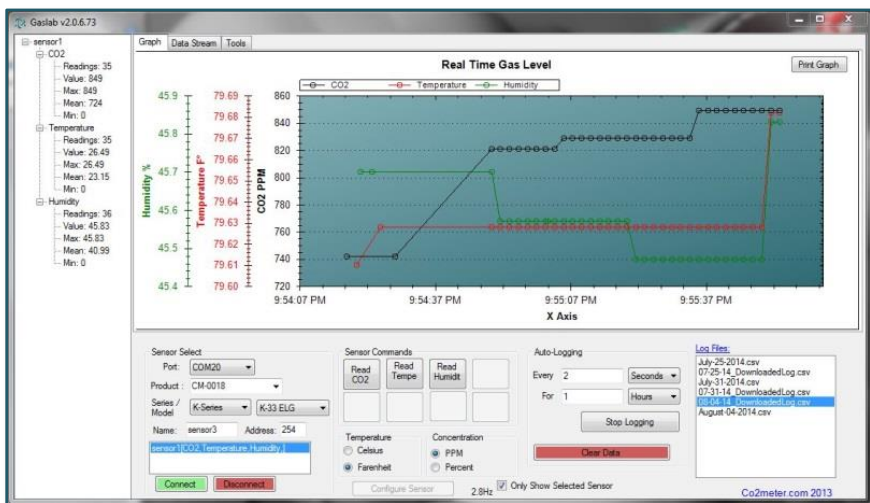 Gaslab v2.0.6.73
sensor1
CO2
Readings: 35
Value: 849
Max: 849
Mean: 724
Min: 0
Temperature
Readings: 35
Value: 26.49
Max: 26.49
Mean: 23.15
Min: 0
Humidity
Readings: 36
Value: 45.83
Max: 45.83
Mean: 40.99
Min: 0
Graph Data Stream Tools
Real Time Gas Level
Print Graph
CO2 Temperature Humidity
Humidity %
45.9
45.8
45.7
45.6
45.5
45.4
Temperature F°
79.69
79.68
79.67
79.66
79.65
79.64
79.63
79.62
79.61
79.60
CO2 PPM
860
840
820
800
780
760
740
720
9:54:07 PM 9:54:37 PM 9:55:07 PM 9:55:37 PM
X Axis
Sensor Select
Port: COM20
Product : CM-0018
Series / Model K-Series K-33 ELG
Name: sensor3 Address: 254
sensor1[CO2,Temperature,Humidity,]
Connect Disconnect
Sensor Commands
Read CO2
Read Tempe
Read Humidit
Temperature
Celsius
Farenheit
Concentration
PPM
Percent
Configure Sensor
2.8Hz
Only Show Selected Sensor
Auto-Logging
Every 2 Seconds
For 1 Hours
Stop Logging
Clear Data
Log Files:
July-25-2014.csv
07-25-14_DownloadedLog.csv
July-31-2014.csv
07-31-14_DownloadedLog.csv
08-04-14_DownloadedLog.csv
August-04-2014.csv
Co2meter.com 2013